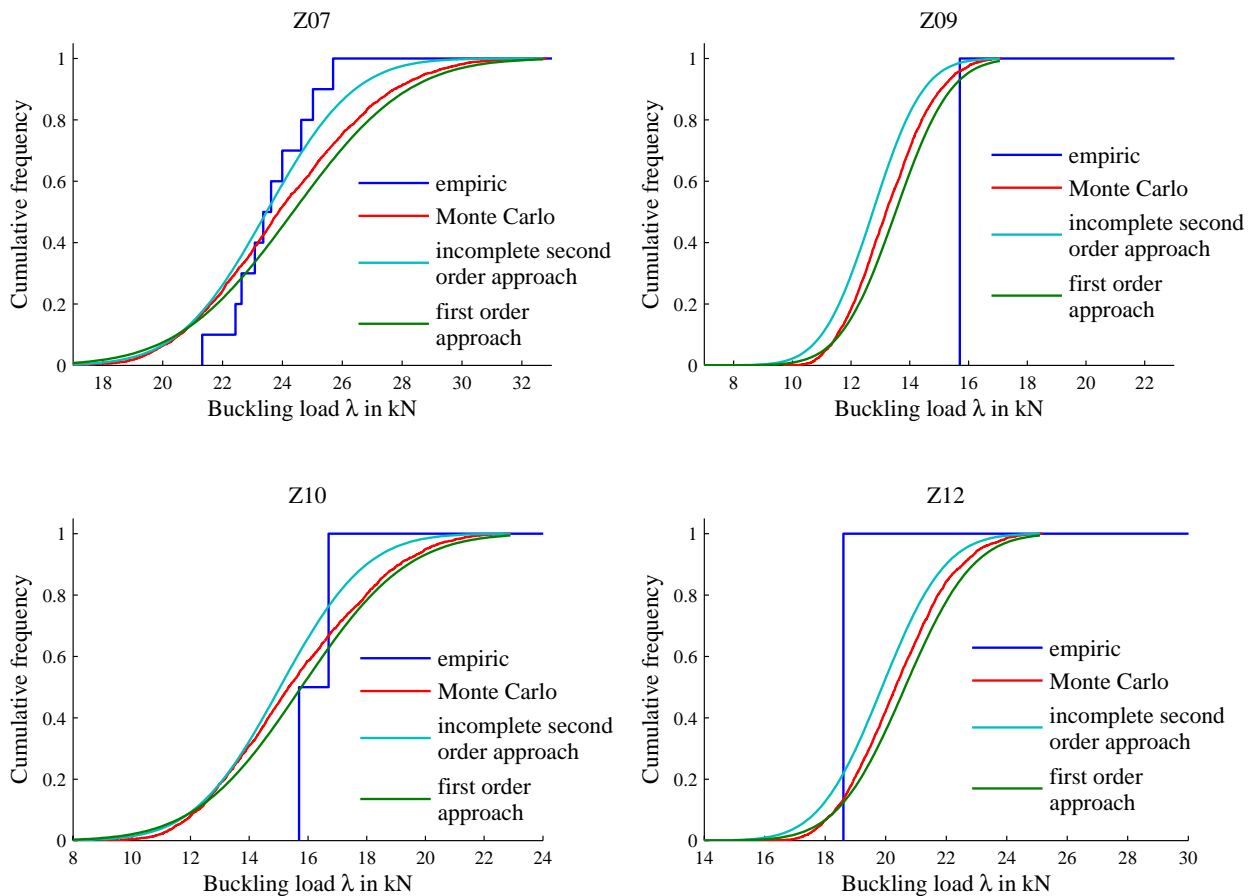 Z07
1
0.8
0.6
0.4
0.2
0
Cumulative frequency
empiric
Monte Carlo
incomplete second
order approach
first order
approach
18 20 22 24 26 28 30 32
Buckling load λ in kN
Z09
1
0.8
0.6
0.4
0.2
0
Cumulative frequency
empiric
Monte Carlo
incomplete second
order approach
first order
approach
8 10 12 14 16 18 20 22
Buckling load λ in kN
Z10
1
0.8
0.6
0.4
0.2
0
Cumulative frequency
empiric
Monte Carlo
incomplete second
order approach
first order
approach
8 10 12 14 16 18 20 22 24
Buckling load λ in kN
Z12
1
0.8
0.6
0.4
0.2
0
Cumulative frequency
empiric
Monte Carlo
incomplete second
order approach
first order
approach
14 16 18 20 22 24 26 28 30
Buckling load λ in kN